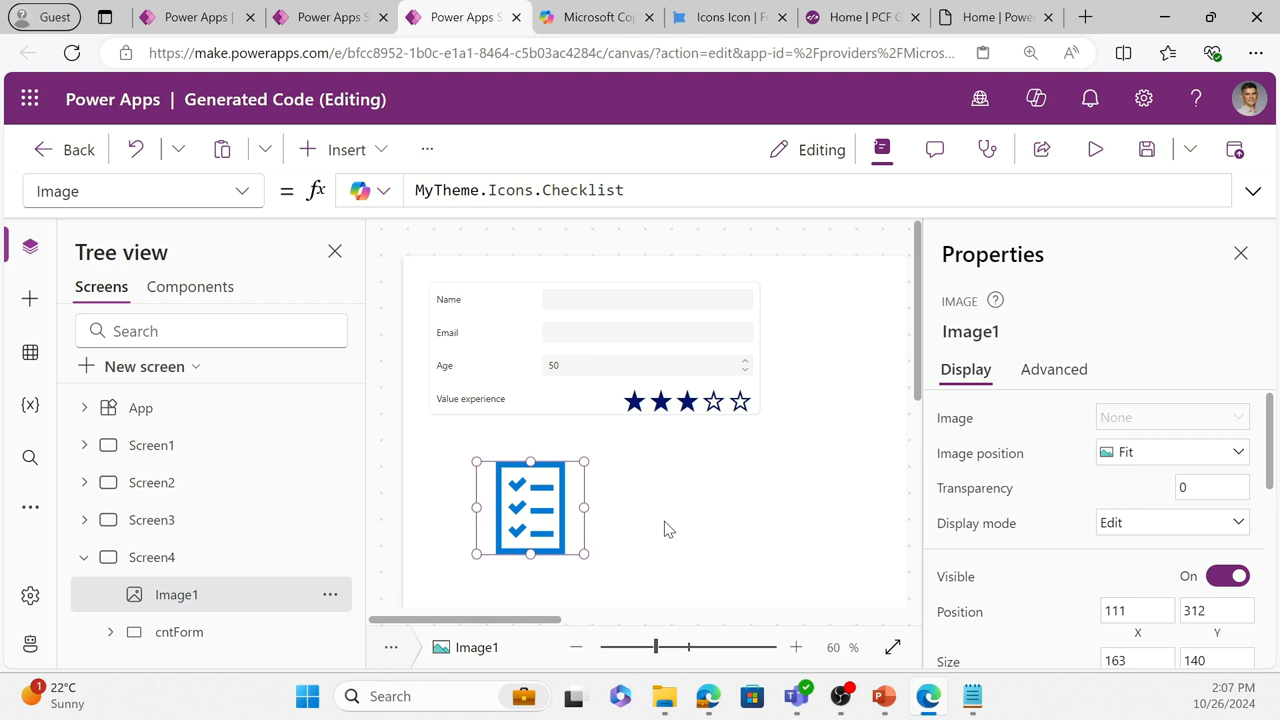 Guest
Power Apps |
Power Apps S
Power Apps S
Microsoft Cop
Icons Icon | F
Home | PCF G
Home | Powe
https://make.powerapps.com/e/bfcc8952-1b0c-e1a1-8464-c5b03ac4284c/canvas/?action=edit&app-id=%2Fproviders%2FMicros...
Power Apps | Generated Code (Editing)
Back
Insert
Editing
Image
= fx
MyTheme.Icons.Checklist
Tree view
Screens
Components
Search
New screen
App
Screen1
Screen2
Screen3
Screen4
Image1
cntForm
Name
Email
Age
50
Value experience
Image1
60 %
Properties
IMAGE
Image1
Display
Advanced
Image
None
Image position
Fit
Transparency
0
Display mode
Edit
Visible
On
Position
111
312
X
Y
Size
163
140
1
22°C
Sunny
Search
2:07 PM
10/26/2024